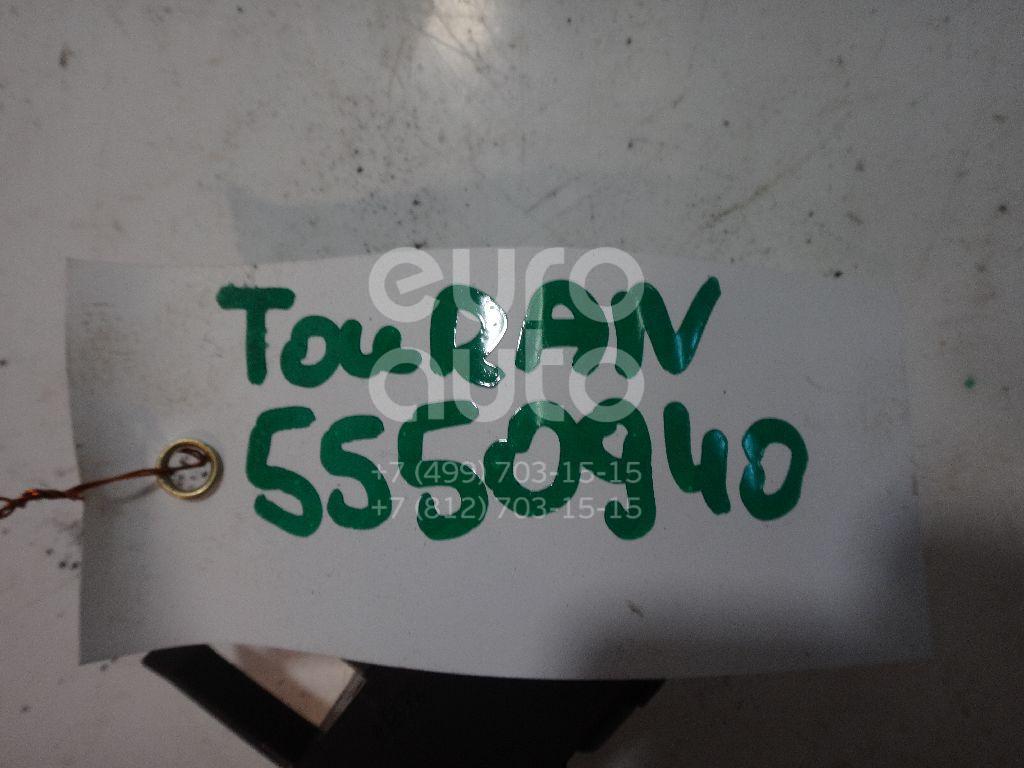 TouRAN
5550940
euro
auto
+7 (499) 703-15-15
+7 (812) 703-15-15